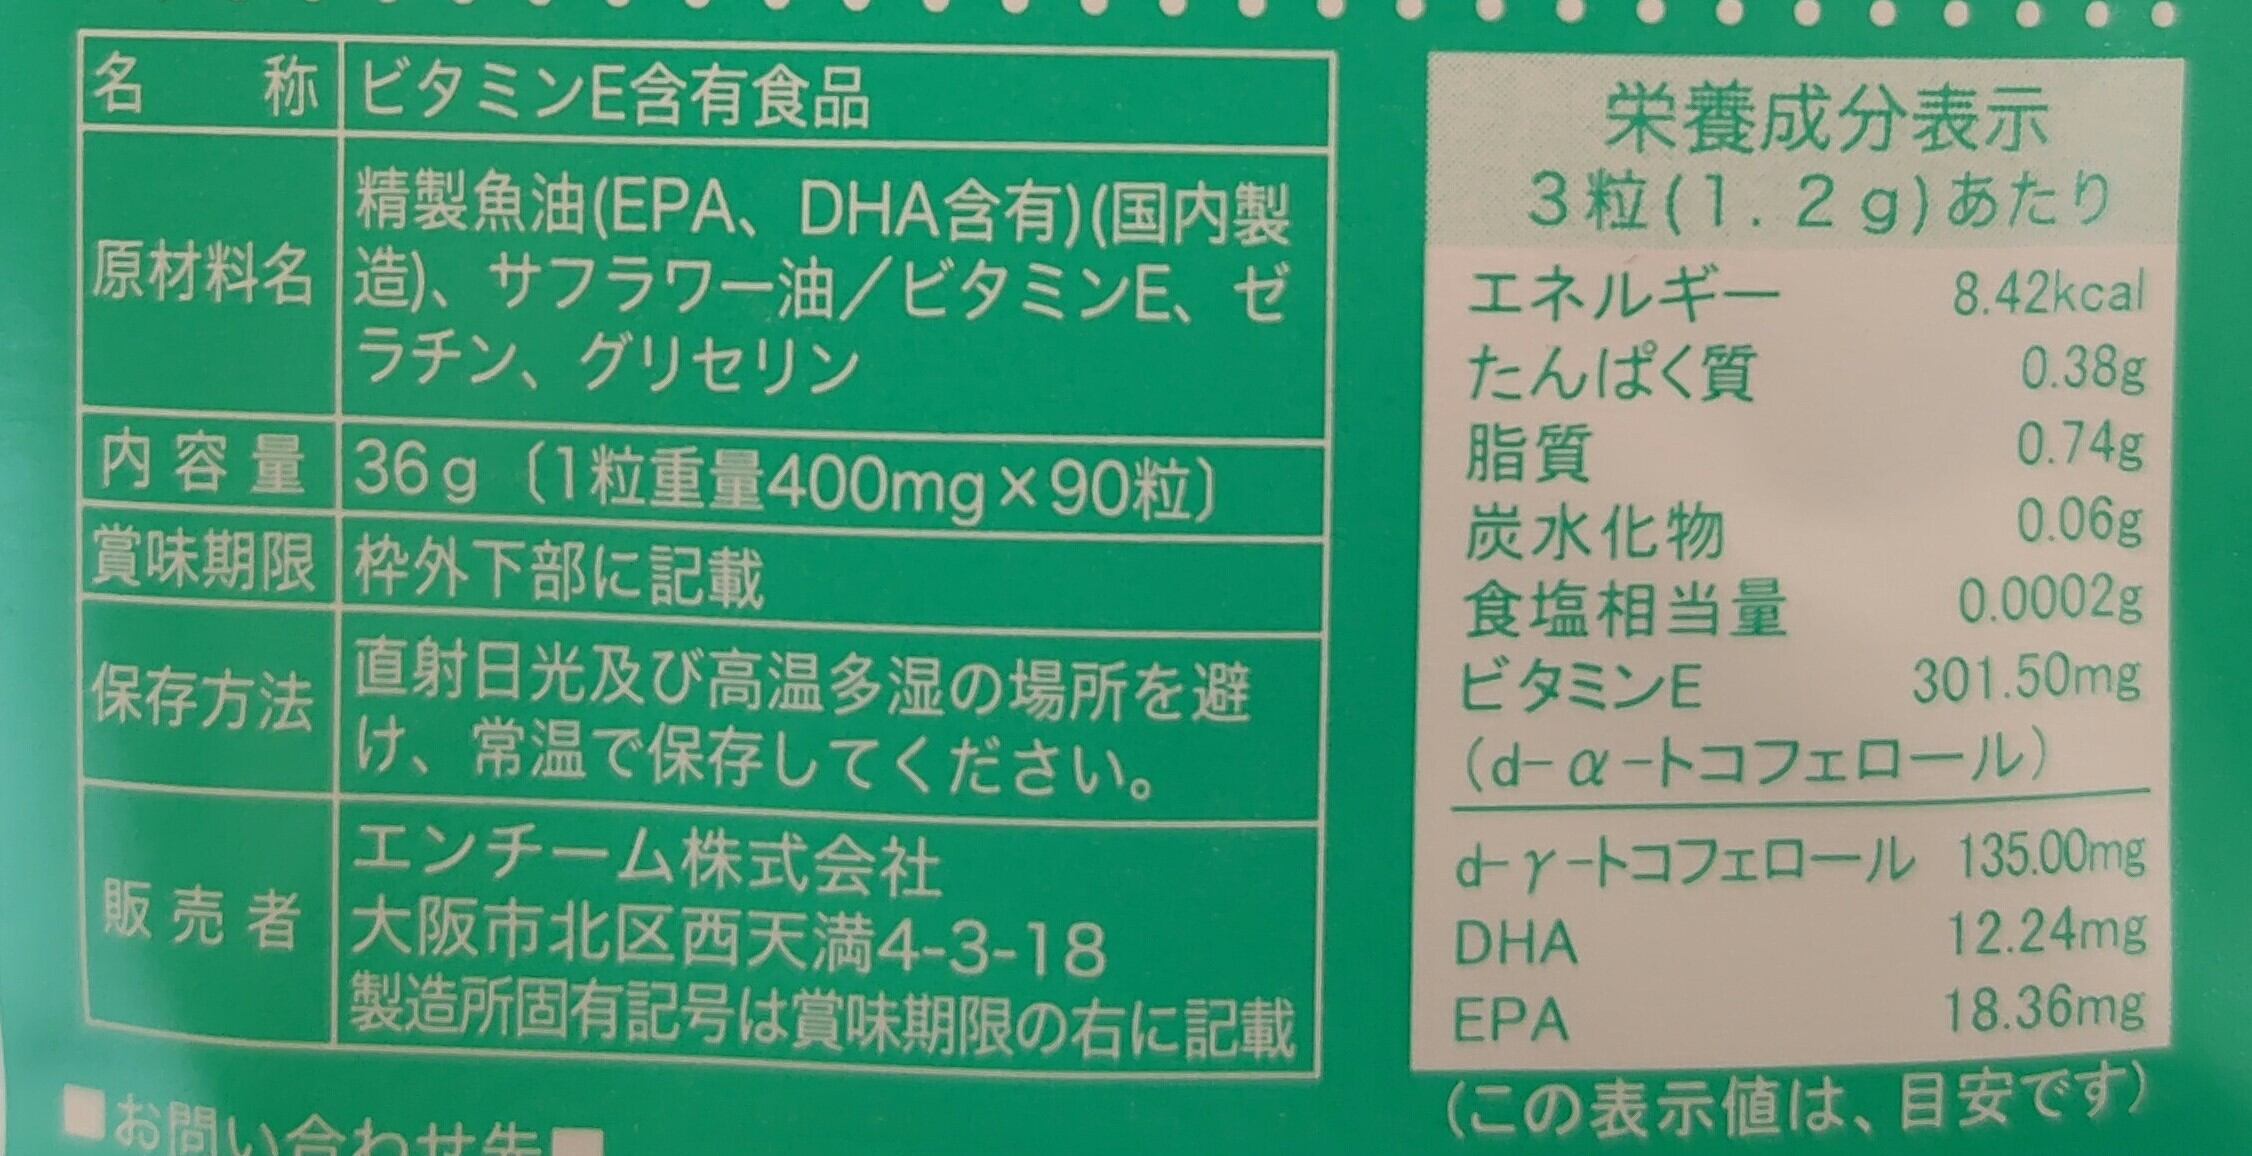 名称 ビタミンE含有食品
原材料名 精製魚油(EPA、DHA含有)(国内製
造)、サフラワー油／ビタミンE、ゼ
ラチン、グリセリン
内容量 36g〔1粒重量400mg×90粒〕
賞味期限 枠外下部に記載
保存方法 直射日光及び高温多湿の場所を避
け、常温で保存してください。
販売者 エンチーム株式会社
大阪市北区西天満4-3-18
製造所固有記号は賞味期限の右に記載
■お問い合わせ先■
栄養成分表示
3粒(1.2g)あたり
エネルギー 8.42kcal
たんぱく質 0.38g
脂質 0.74g
炭水化物 0.06g
食塩相当量 0.0002g
ビタミンE 301.50mg
(d-α-トコフェロール)
d-γ-トコフェロール 135.00mg
DHA 12.24mg
EPA 18.36mg
(この表示値は、目安です)